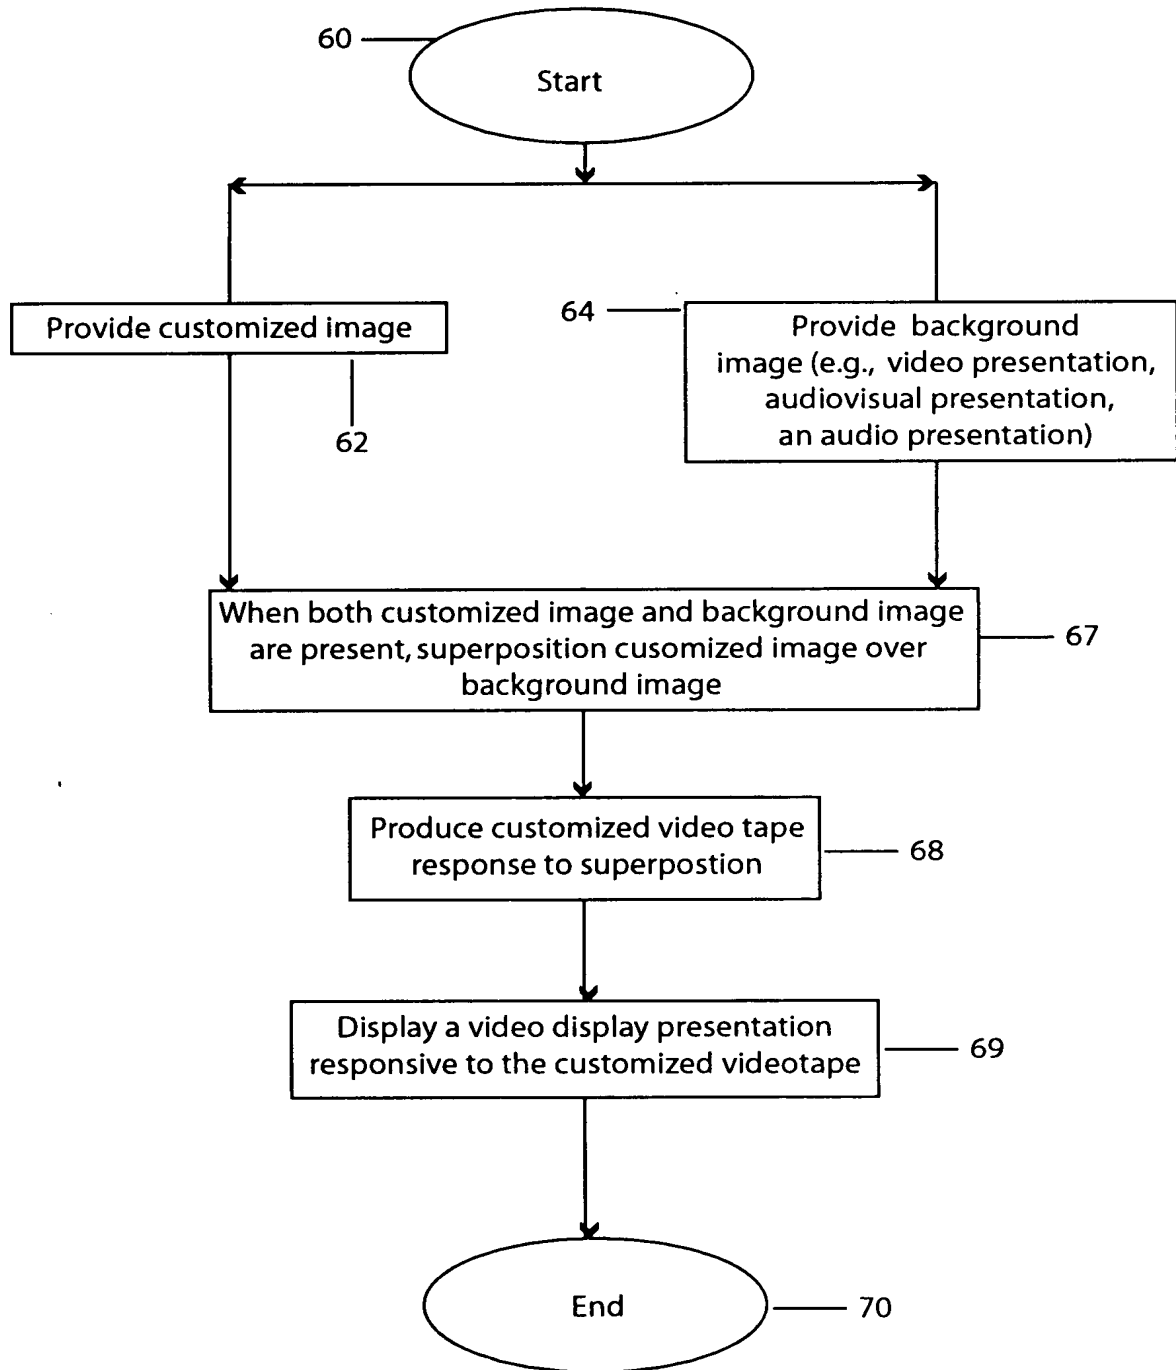 60
Start
Provide customized image
62
64
Provide background
image (e.g., video presentation,
audiovisual presentation,
an audio presentation)
When both customized image and background image
are present, superposition cusomized image over
background image
67
Produce customized video tape
response to superpostion
68
Display a video display presentation
responsive to the customized videotape
69
End
70